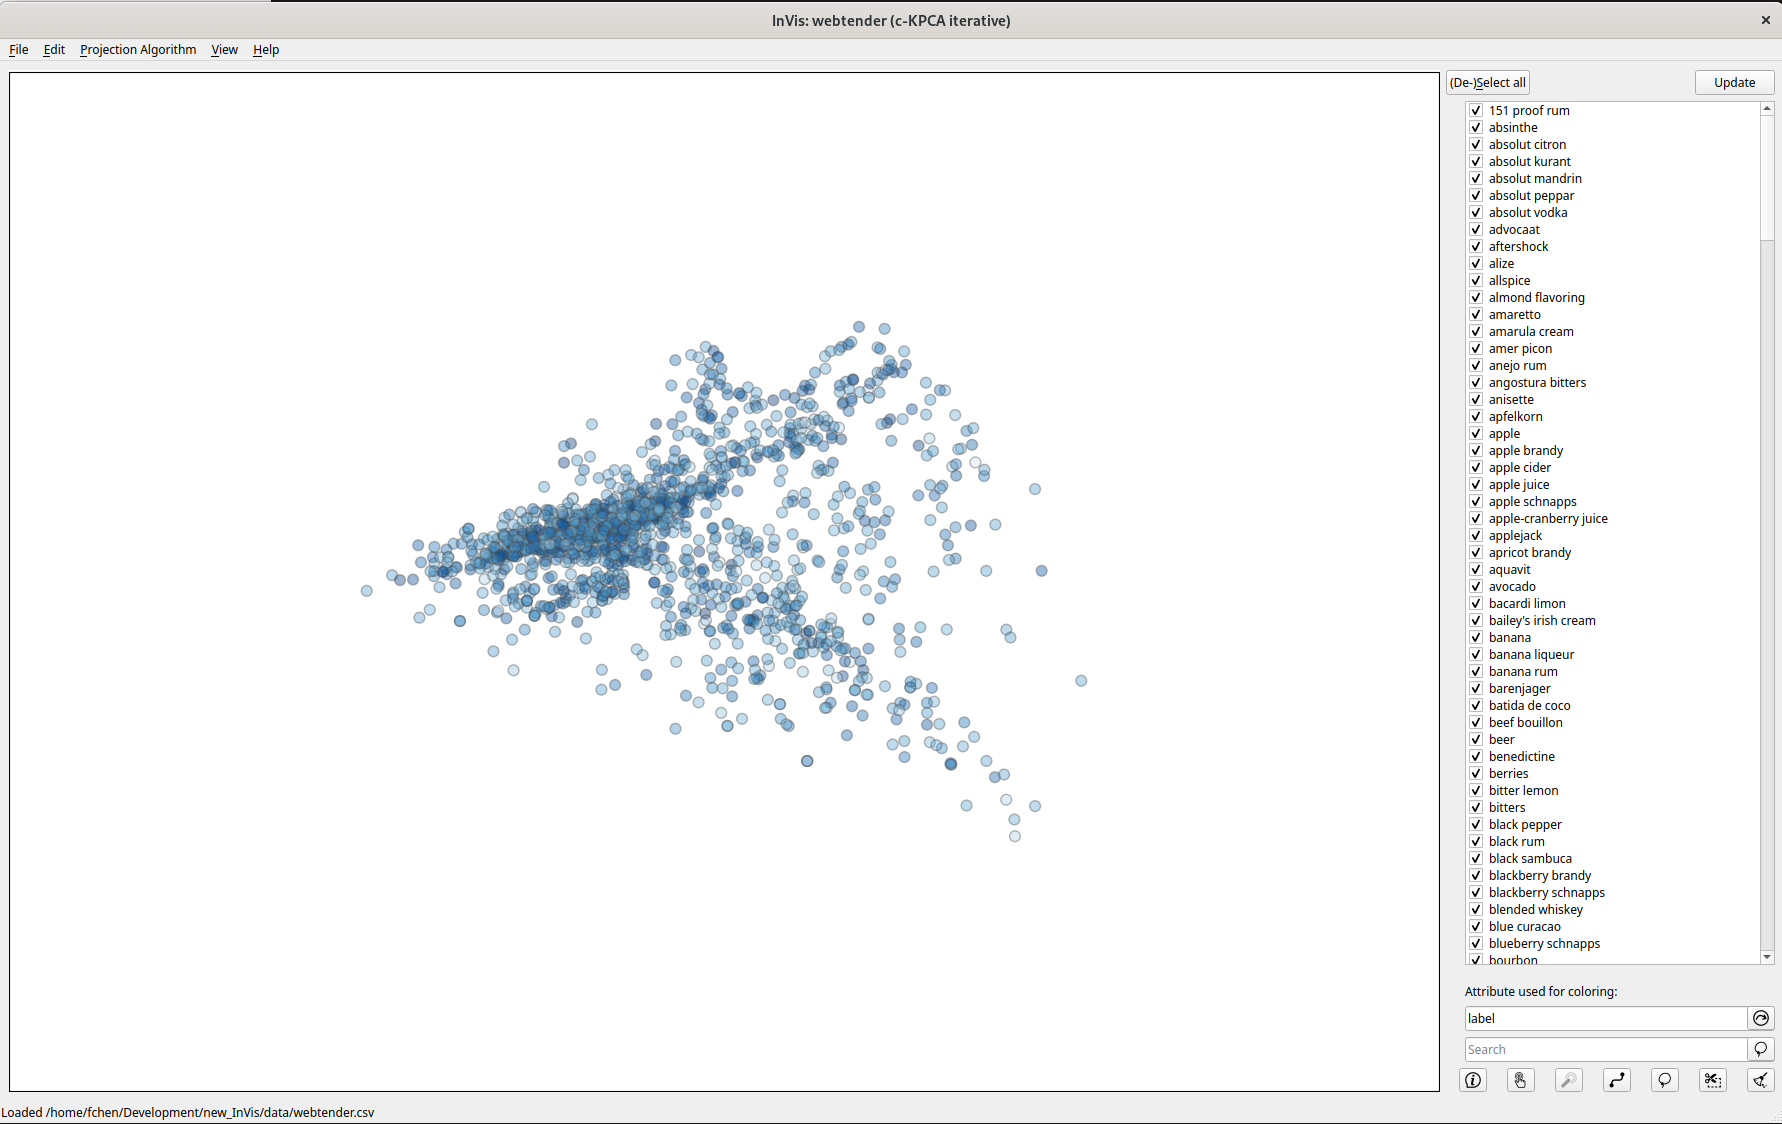 InVis: webtender (c-KPCA iterative)
File Edit Projection Algorithm View Help
(De-)Select all Update
151 proof rum
absinthe
absolut citron
absolut kurant
absolut mandrin
absolut peppar
absolut vodka
advocaat
aftershock
alize
allspice
almond flavoring
amaretto
amarula cream
amer picon
anejo rum
angostura bitters
anisette
apfelkorn
apple
apple brandy
apple cider
apple juice
apple schnapps
apple-cranberry juice
applejack
apricot brandy
aquavit
avocado
bacardi limon
bailey's irish cream
banana
banana liqueur
banana rum
barenjager
batida de coco
beef bouillon
beer
benedictine
berries
bitter lemon
bitters
black pepper
black rum
black sambuca
blackberry brandy
blackberry schnapps
blended whiskey
blue curacao
blueberry schnapps
bourbon
Attribute used for coloring:
label
Search
Loaded /home/fchen/Development/new_InVis/data/webtender.csv